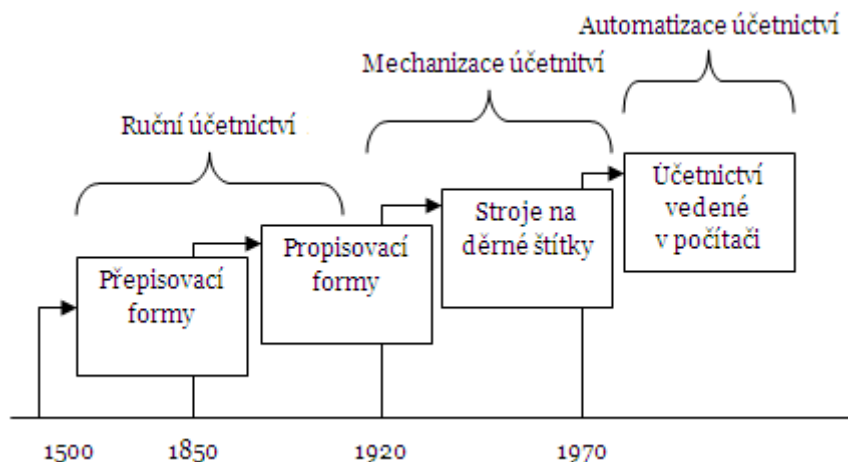 Automatizace účetnictví
Mechanizace účetnitví
Ruční účetnictví
Účetnictví
vedené
v počítači
Stroje na
děrné štítky
Propisovací
formy
Přepisovací
formy
1500
1850
1920
1970